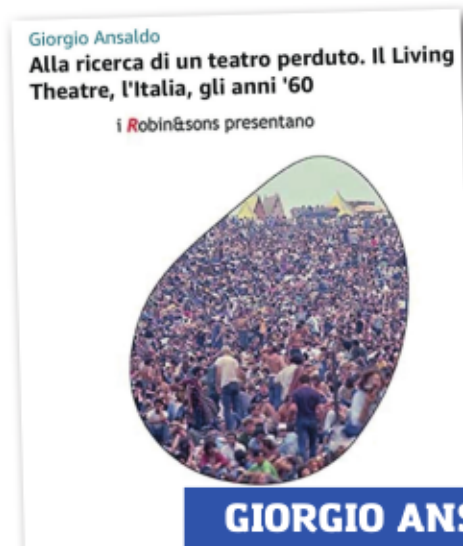 Giorgio Ansaldo
Alla ricerca di un teatro perduto. Il Living
Theatre, l'Italia, gli anni '60
i Robin&sons presentano
GIORGIO ANS